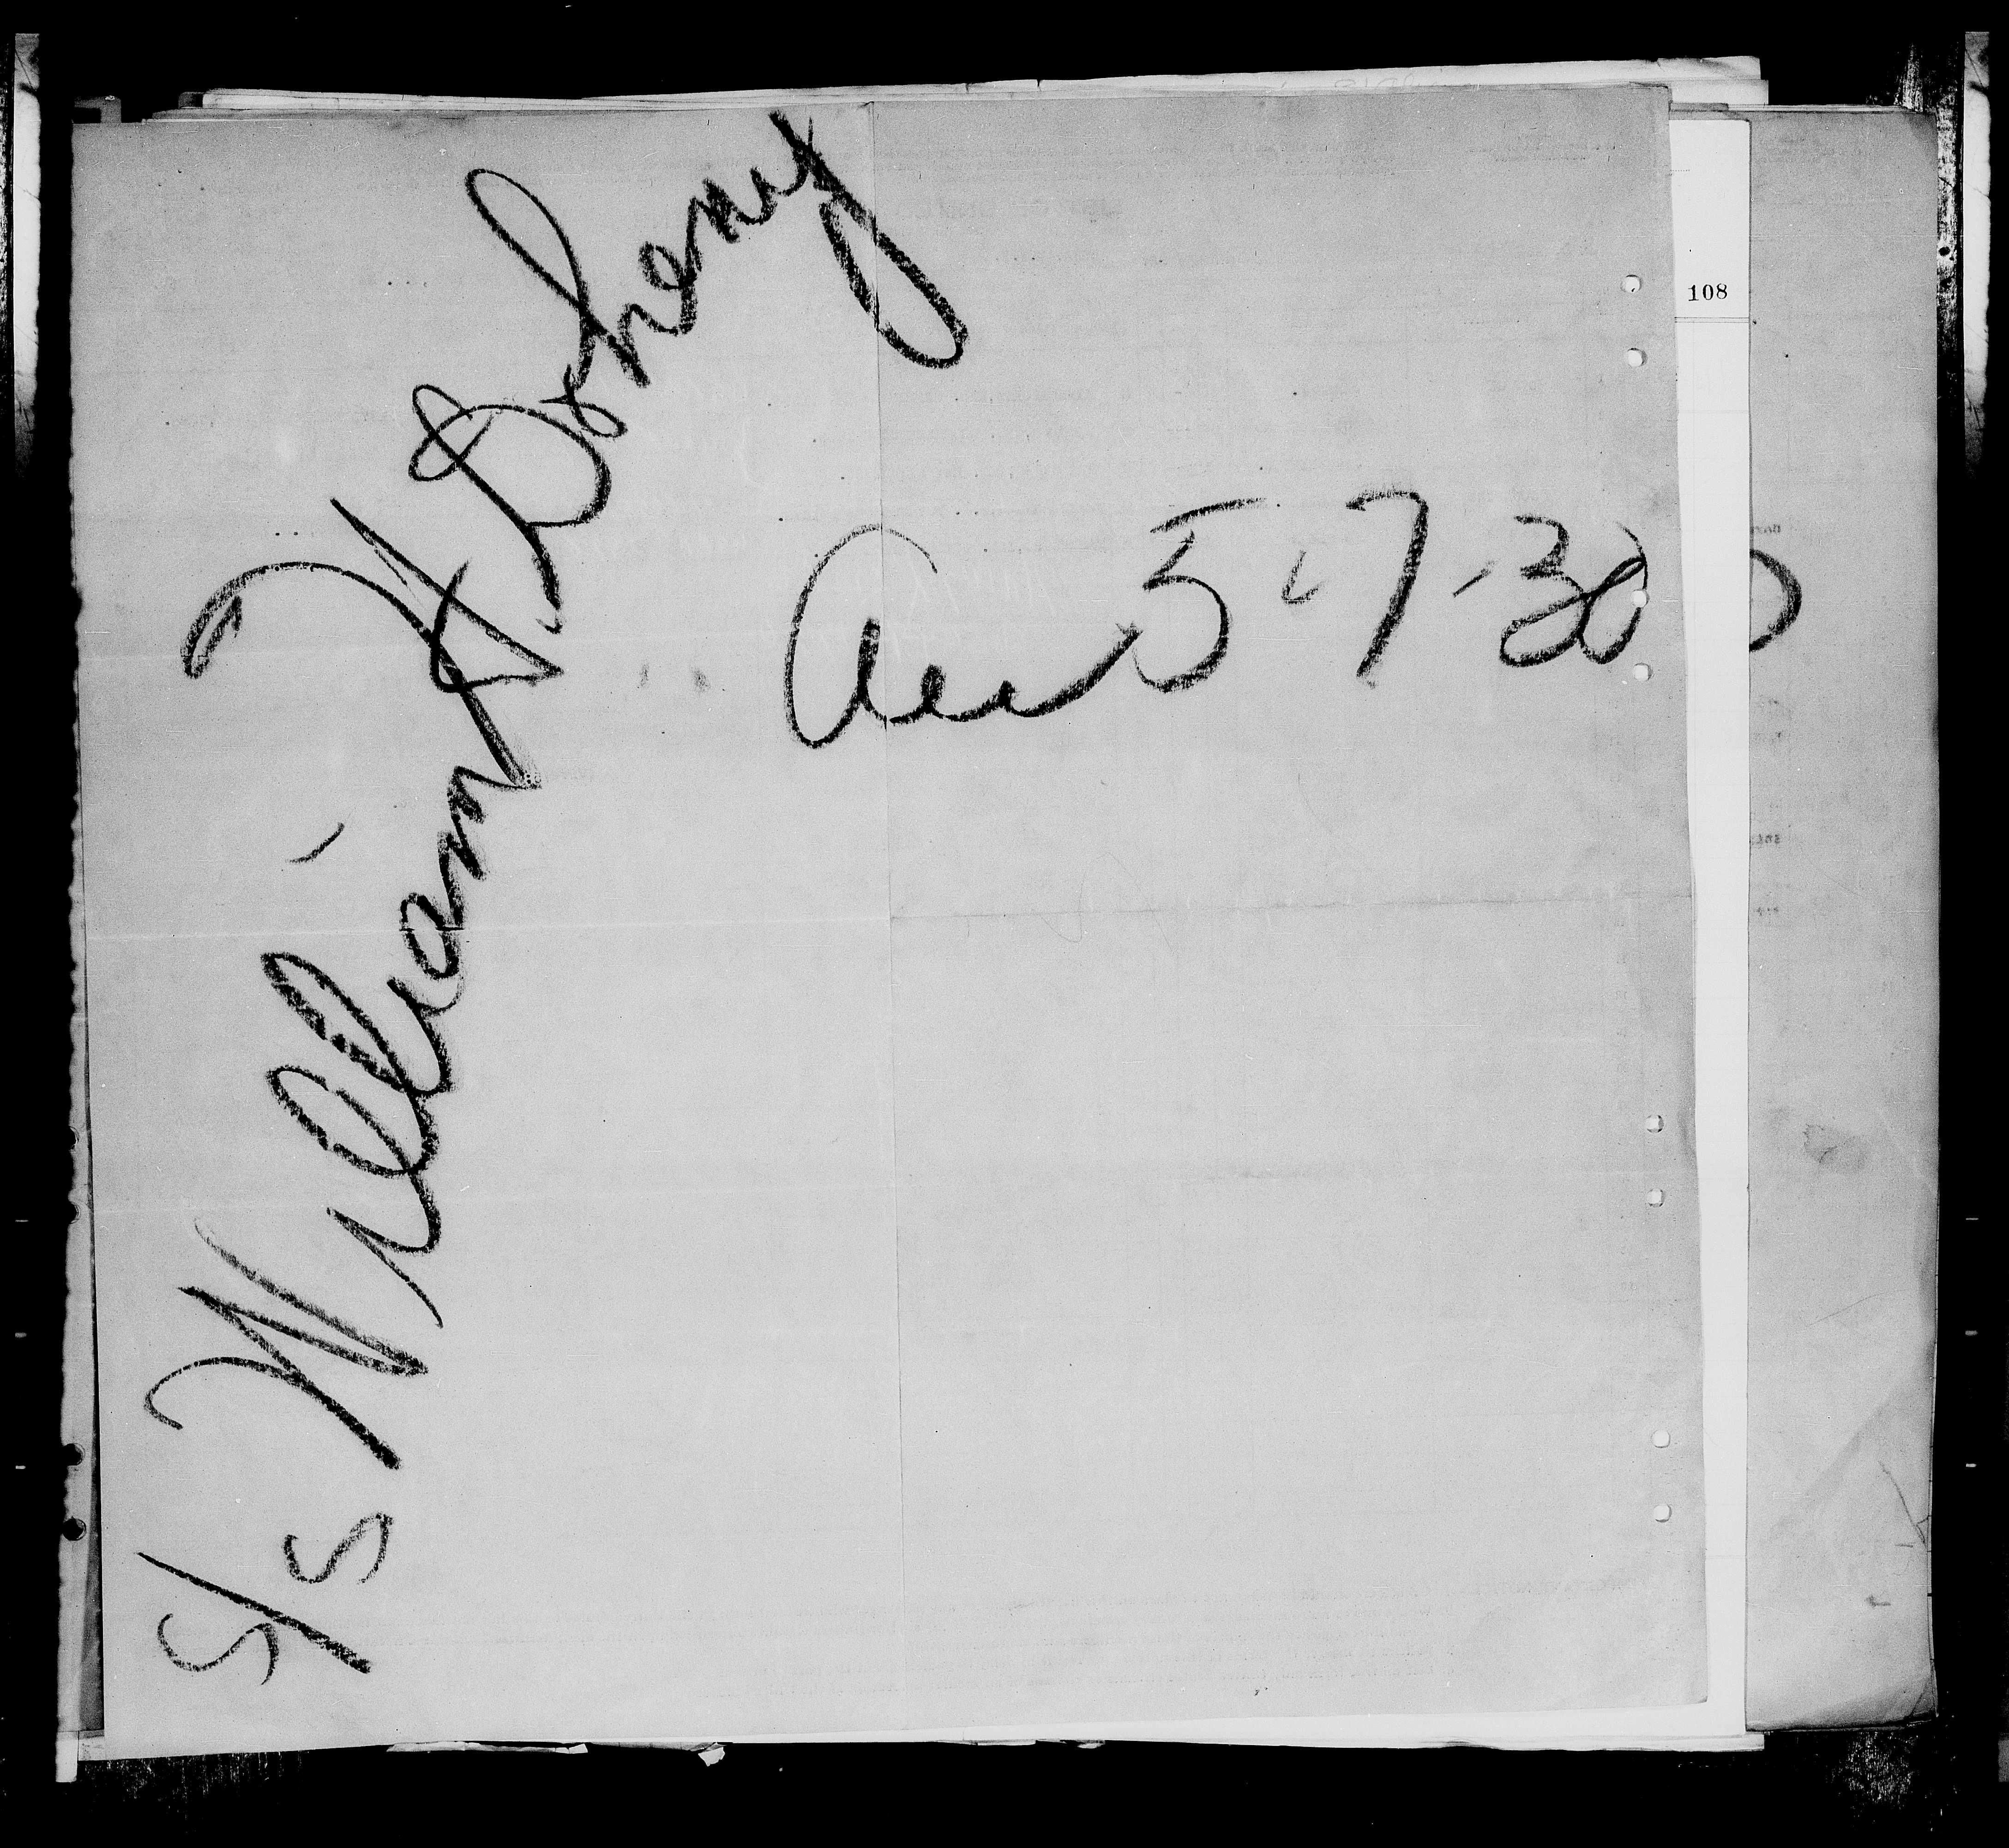 S/S William H Doheny
Arr 5-7-30
108